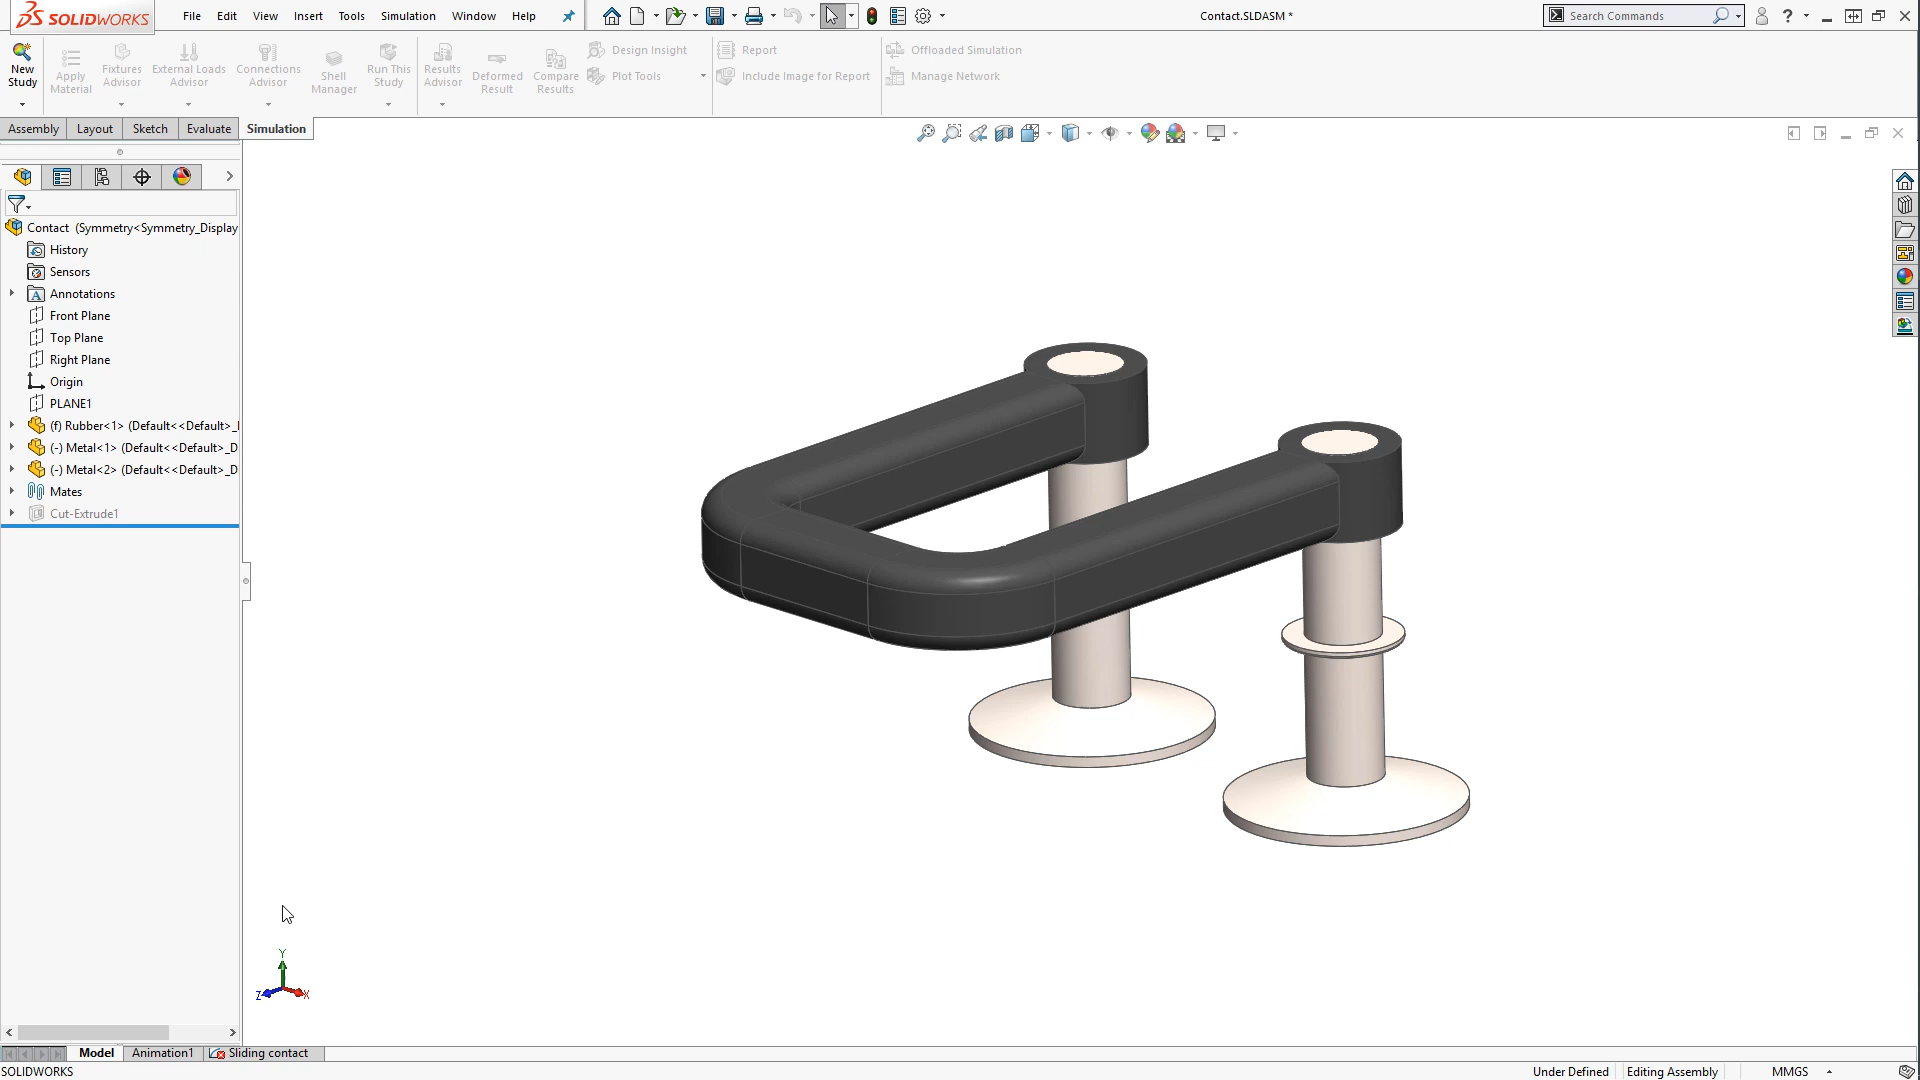 SOLIDWORKS
File Edit View Insert Tools Simulation Window Help
Contact.SLDASM *
Search Commands
?
New Study
Apply Material
Fixtures Advisor
External Loads Advisor
Connections Advisor
Shell Manager
Run This Study
Results Advisor
Deformed Result
Compare Results
Design Insight
Plot Tools
Report
Include Image for Report
Offloaded Simulation
Manage Network
Assembly Layout Sketch Evaluate Simulation
Contact (Symmetry<Symmetry_Display
History
Sensors
A Annotations
Front Plane
Top Plane
Right Plane
Origin
PLANE1
(f) Rubber<1> (Default<<Default>_
(-) Metal<1> (Default<<Default>_D
(-) Metal<2> (Default<<Default>_D
Mates
Cut-Extrude1
Y
Z X
Model Animation1 Sliding contact
SOLIDWORKS Under Defined Editing Assembly MMGS